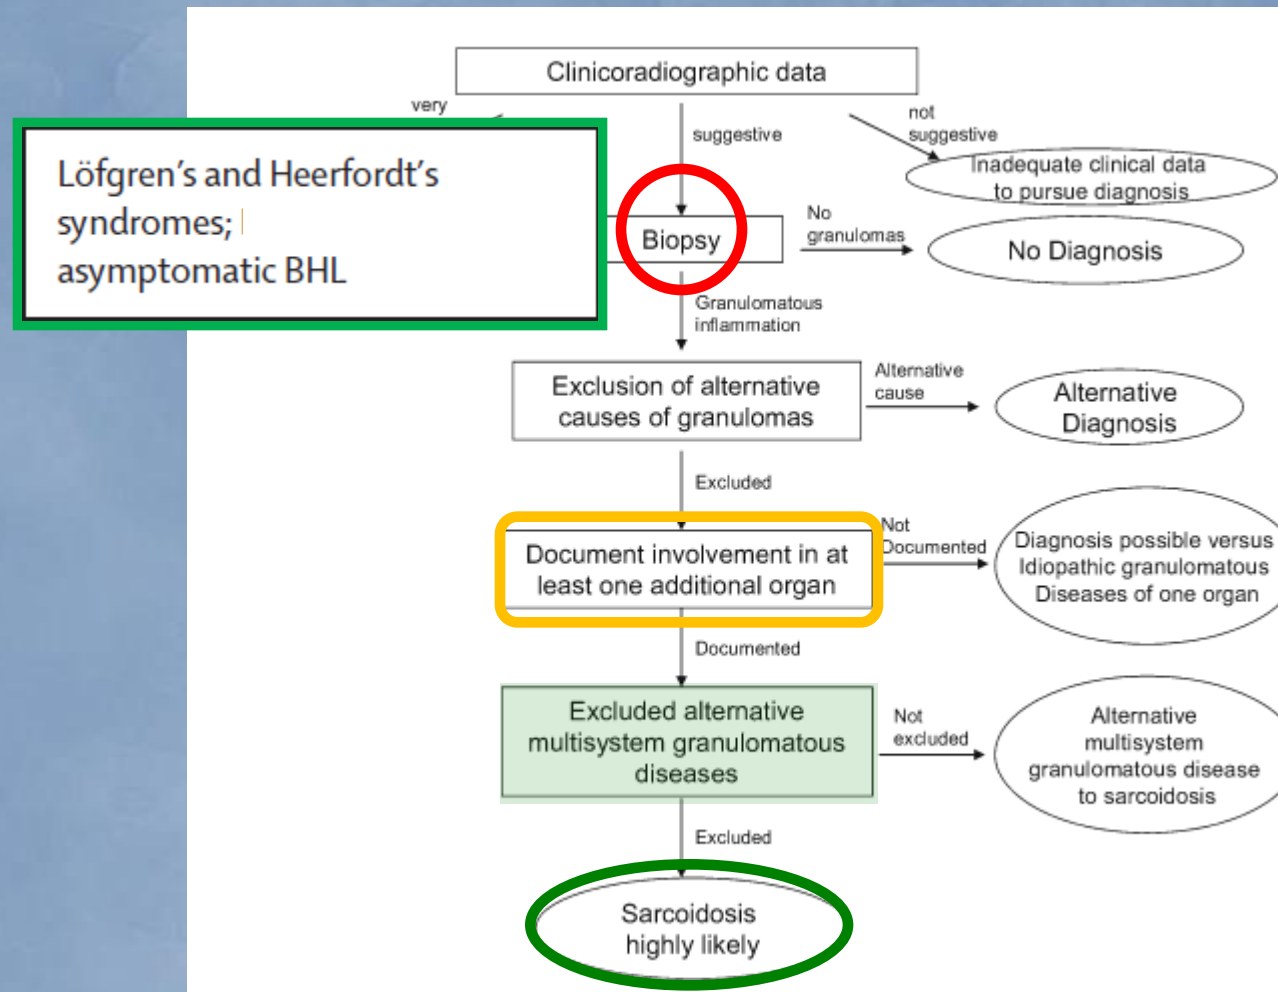 Clinicoradiographic data
very
suggestive
not
suggestive
Inadequate clinical data
to pursue diagnosis
Löfgren's and Heerfordt's
syndromes;
asymptomatic BHL
Biopsy
No
granulomas
No Diagnosis
Granulomatous
inflammation
Exclusion of alternative
causes of granulomas
Alternative
cause
Alternative
Diagnosis
Excluded
Document involvement in at
least one additional organ
Not
Documented
Diagnosis possible versus
Idiopathic granulomatous
Diseases of one organ
Documented
Excluded alternative
multisystem granulomatous
diseases
Not
excluded
Alternative
multisystem
granulomatous disease
to sarcoidosis
Excluded
Sarcoidosis
highly likely